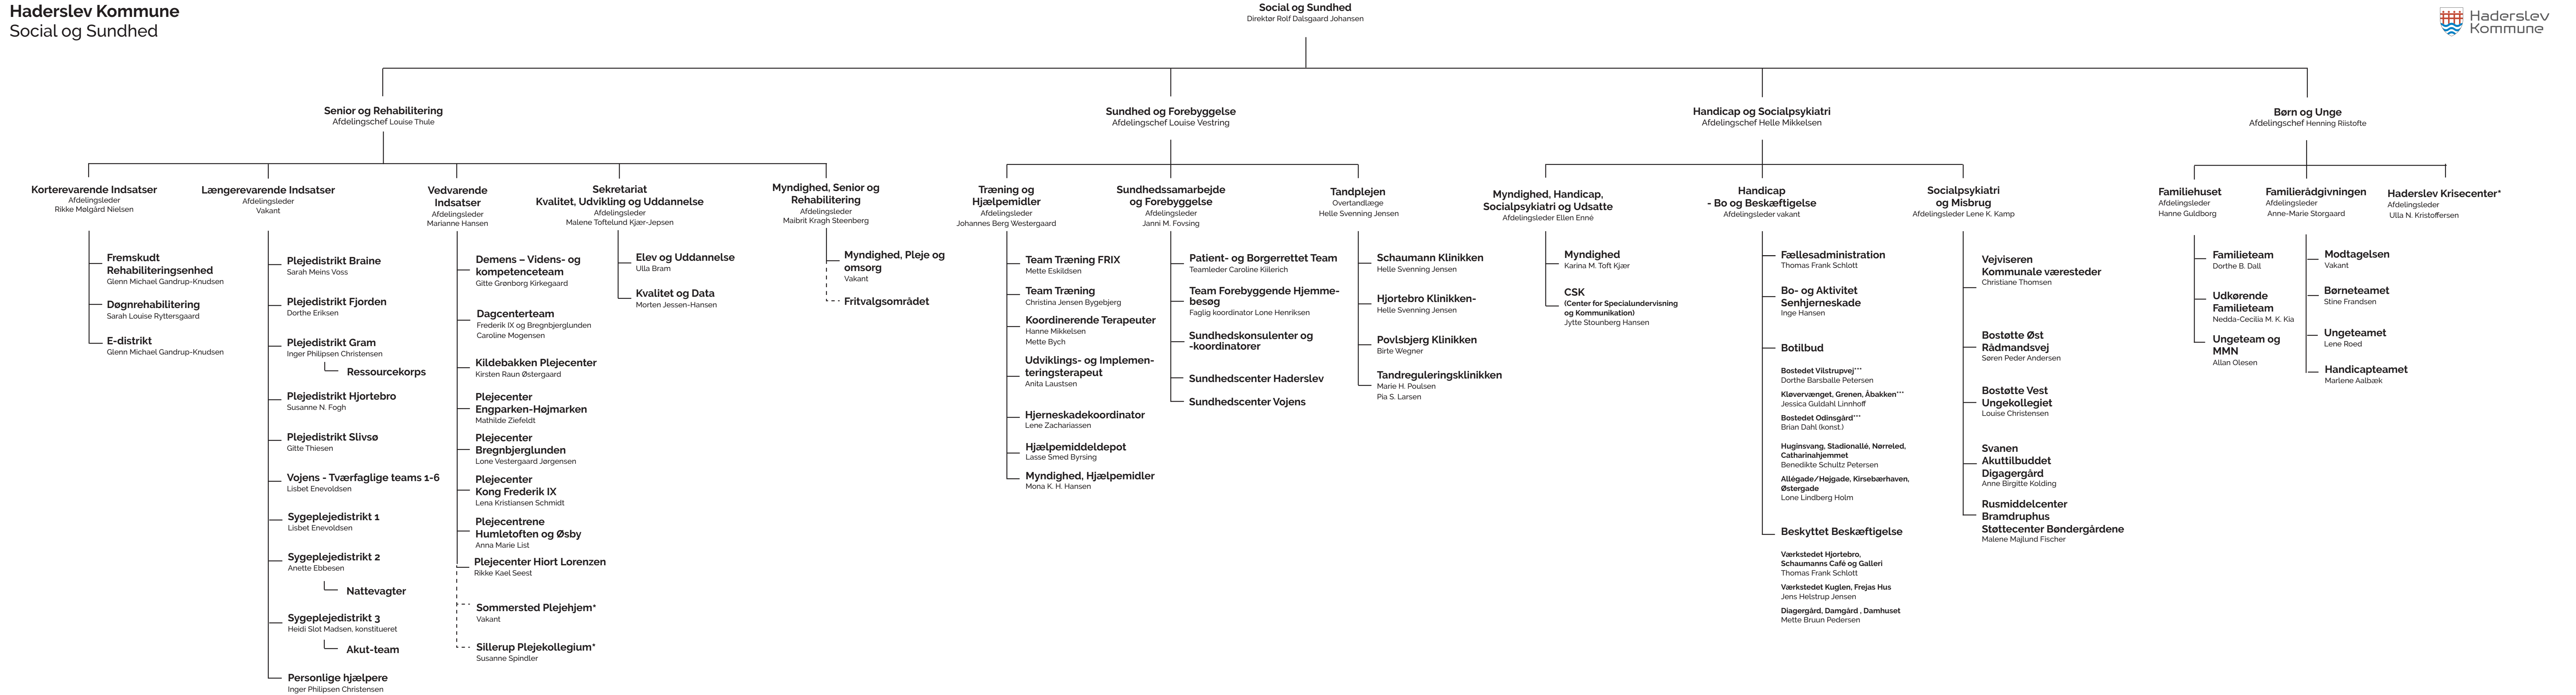 Haderslev Kommune
Social og Sundhed
Social og Sundhed
Direktør Rolf Dalsgaard Johansen
Haderslev
Kommune
Senior og Rehabilitering
Afdelingschef Louise Thule
Sundhed og Forebyggelse
Afdelingschef Louise Vestring
Handicap og Socialpsykiatri
Afdelingschef Helle Mikkelsen
Børn og Unge
Afdelingschef Henning Riistofte
Korterevarende Indsatser
Afdelingsleder
Rikke Mølgård Nielsen
Fremskudt
Rehabiliteringsenhed
Glenn Michael Gandrup-Knudsen
Døgnrehabilitering
Sarah Louise Ryttersgaard
E-distrikt
Glenn Michael Gandrup-Knudsen
Længerevarende Indsatser
Afdelingsleder
Vakant
Plejedistrikt Braine
Sarah Meins Voss
Plejedistrikt Fjorden
Dorthe Eriksen
Plejedistrikt Gram
Inger Philipsen Christensen
Ressourcekorps
Plejedistrikt Hjortebro
Susanne N. Fogh
Plejedistrikt Slivsø
Gitte Thiesen
Vojens - Tværfaglige teams 1-6
Lisbet Enevoldsen
Sygeplejedistrikt 1
Lisbet Enevoldsen
Sygeplejedistrikt 2
Anette Ebbesen
Nattevagter
Sygeplejedistrikt 3
Heidi Slot Madsen, konstitueret
Akut-team
Personlige hjælpere
Inger Philipsen Christensen
Vedvarende
Indsatser
Afdelingsleder
Marianne Hansen
Demens – Videns- og
kompetenceteam
Gitte Grønborg Kirkegaard
Dagcenterteam
Frederik IX og Bregnbjerglunden
Caroline Mogensen
Kildebakken Plejecenter
Kirsten Raun Østergaard
Plejecenter
Engparken-Højmarken
Mathilde Ziefeldt
Plejecenter
Bregnbjerglunden
Lone Vestergaard Jørgensen
Plejecenter
Kong Frederik IX
Lena Kristiansen Schmidt
Plejecentrene
Humletoften og Øsby
Anna Marie List
Plejecenter Hiort Lorenzen
Rikke Kael Seest
Sommersted Plejehjem*
Vakant
Sillerup Plejekollegium*
Susanne Spindler
Sekretariat
Kvalitet, Udvikling og Uddannelse
Afdelingsleder
Malene Toftelund Kjær-Jepsen
Elev og Uddannelse
Ulla Bram
Kvalitet og Data
Morten Jessen-Hansen
Myndighed, Senior og
Rehabilitering
Afdelingsleder
Maibrit Kragh Steenberg
Myndighed, Pleje og
omsorg
Vakant
Fritvalgsområdet
Træning og
Hjælpemidler
Afdelingsleder
Johannes Berg Westergaard
Team Træning FRIX
Mette Eskildsen
Team Træning
Christina Jensen Bygebjerg
Koordinerende Terapeuter
Hanne Mikkelsen
Mette Bych
Udviklings- og Implemen-
teringsterapeut
Anita Laustsen
Hjerneskadekoordinator
Lene Zachariassen
Hjælpemiddeldepot
Lasse Smed Byrsing
Myndighed, Hjælpemidler
Mona K. H. Hansen
Sundhedssamarbejde
og Forebyggelse
Afdelingsleder
Janni M. Fovsing
Patient- og Borgerrettet Team
Teamleder Caroline Kiilerich
Team Forebyggende Hjemme-
besøg
Faglig koordinator Lone Henriksen
Sundhedskonsulenter og
-koordinatorer
Sundhedscenter Haderslev
Sundhedscenter Vojens
Tandplejen
Overtandlæge
Helle Svenning Jensen
Schaumann Klinikken
Helle Svenning Jensen
Hjortebro Klinikken-
Helle Svenning Jensen
Povlsbjerg Klinikken
Birte Wegner
Tandreguleringsklinikken
Marie H. Poulsen
Pia S. Larsen
Myndighed, Handicap,
Socialpsykiatri og Udsatte
Afdelingsleder Ellen Enné
Myndighed
Karina M. Toft Kjær
CSK
(Center for Specialundervisning
og Kommunikation)
Jytte Stounberg Hansen
Handicap
- Bo og Beskæftigelse
Afdelingsleder vakant
Fællesadministration
Thomas Frank Schlott
Bo- og Aktivitet
Senhjerneskade
Inge Hansen
Botilbud
Bostedet Vilstrupvej***
Dorthe Barsballe Petersen
Kløvervænget, Grenen, Åbakken***
Jessica Guldahl Linnhoff
Bostedet Odinsgård***
Brian Dahl (konst.)
Huginsvang, Stadionallé, Nørreled,
Catharinahjemmet
Benedikte Schultz Petersen
Allégade/Højgade, Kirsebærhaven,
Østergade
Lone Lindberg Holm
Beskyttet Beskæftigelse
Værkstedet Hjortebro,
Schaumanns Café og Galleri
Thomas Frank Schlott
Værkstedet Kuglen, Frejas Hus
Jens Helstrup Jensen
Diagergård, Damgård , Damhuset
Mette Bruun Pedersen
Socialpsykiatri
og Misbrug
Afdelingsleder Lene K. Kamp
Vejviseren
Kommunale væresteder
Christiane Thomsen
Bostøtte Øst
Rådmandsvej
Søren Peder Andersen
Bostøtte Vest
Ungekollegiet
Louise Christensen
Svanen
Akuttilbuddet
Digagergård
Anne Birgitte Kolding
Rusmiddelcenter
Bramdruphus
Støttecenter Bøndergårdene
Malene Majlund Fischer
Familiehuset
Afdelingsleder
Hanne Guldborg
Familieteam
Dorthe B. Dall
Udkørende
Familieteam
Nedda-Cecilia M. K. Kia
Ungeteam og
MMN
Allan Olesen
Familierådgivningen
Afdelingsleder
Anne-Marie Storgaard
Modtagelsen
Vakant
Børneteamet
Stine Frandsen
Ungeteamet
Lene Roed
Handicapteamet
Marlene Aalbæk
Haderslev Krisecenter*
Afdelingsleder
Ulla N. Kristoffersen